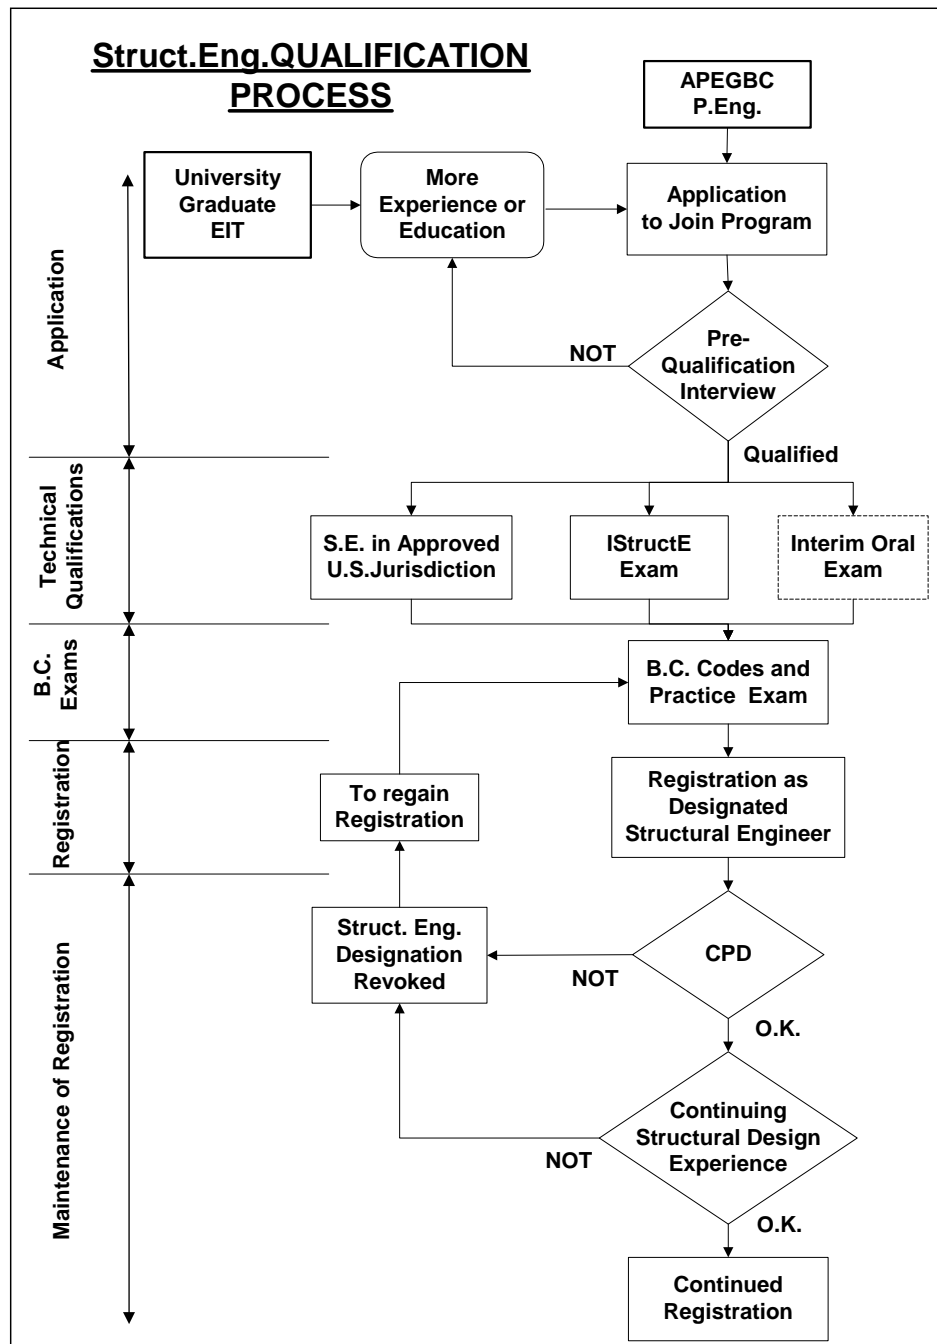 Struct.Eng.QUALIFICATION
PROCESS
APEGBC
P.Eng.
University
Graduate
EIT
More
Experience or
Education
Application
to Join Program
Application
Pre-
Qualification
Interview
NOT
Qualified
Technical
Qualifications
S.E. in Approved
U.S.Jurisdiction
IStructE
Exam
Interim Oral
Exam
B.C.
Exams
B.C. Codes and
Practice Exam
Registration
To regain
Registration
Registration as
Designated
Structural Engineer
Maintenance of Registration
Struct. Eng.
Designation
Revoked
NOT
CPD
O.K.
Continuing
Structural Design
Experience
NOT
O.K.
Continued
Registration